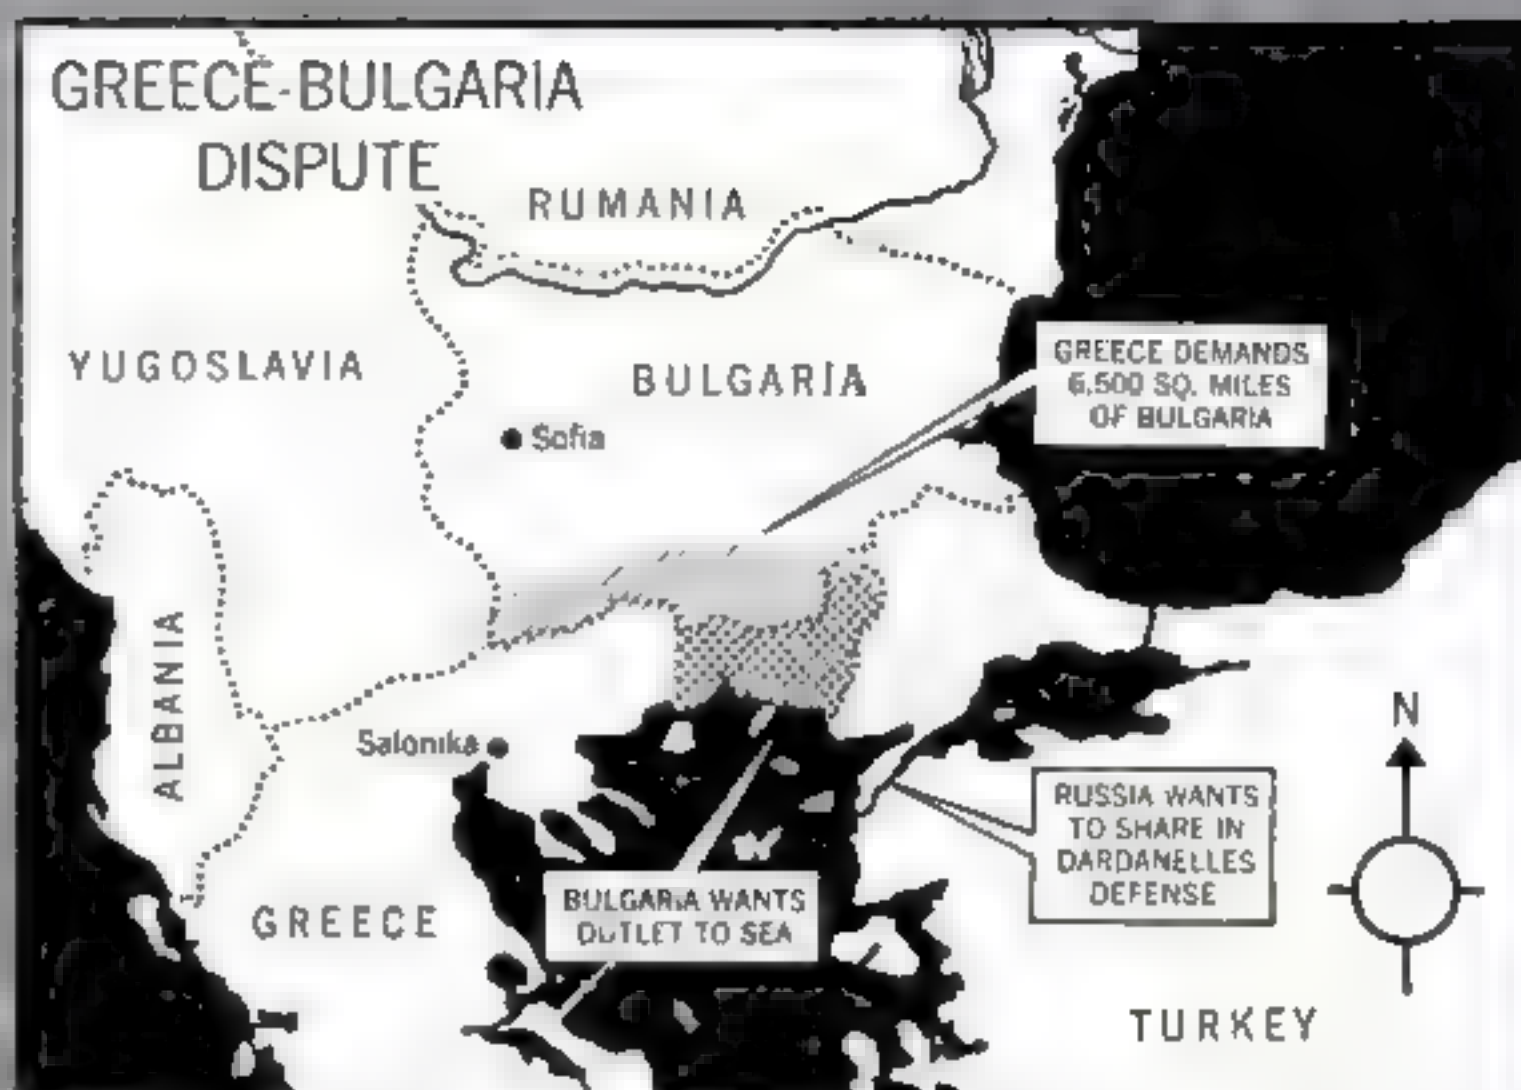 GREECE-BULGARIA
DISPUTE
RUMANIA
YUGOSLAVIA
BULGARIA
GREECE DEMANDS
6,500 SQ. MILES
OF BULGARIA
Sofia
ALBANIA
Salonika
N
RUSSIA WANTS
TO SHARE IN
DARDANELLES
DEFENSE
BULGARIA WANTS
OUTLET TO SEA
GREECE
TURKEY